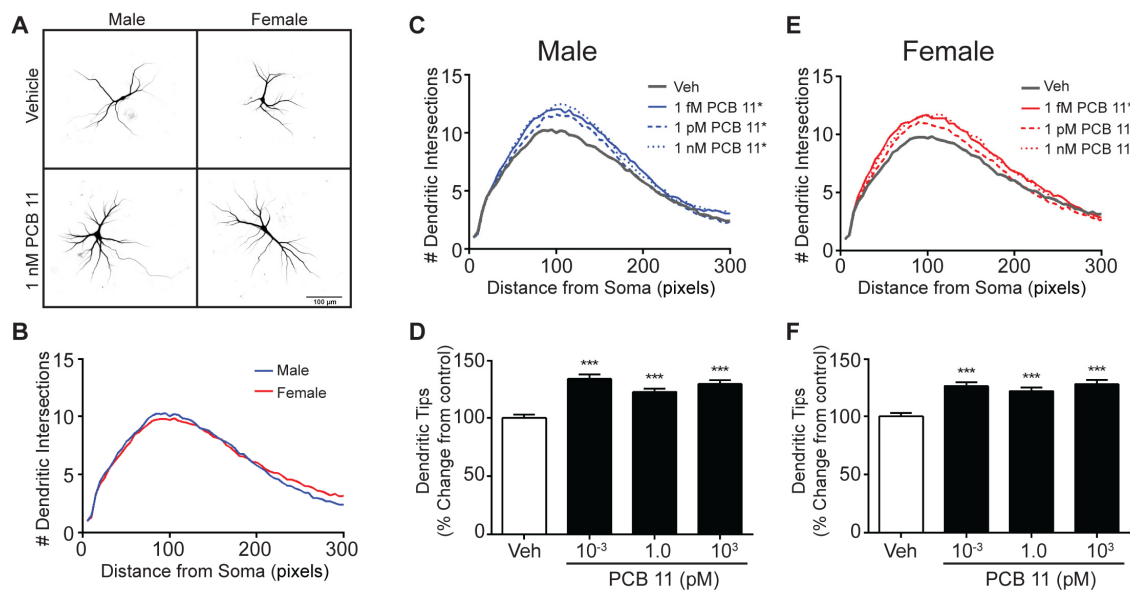 A
Male
Female
Vehicle
1 nM PCB 11
100 µm
B
# Dendritic Intersections
15
10
5
0
Male
Female
0
100
200
300
Distance from Soma (pixels)
C
Male
# Dendritic Intersections
15
10
5
0
Veh
1 fM PCB 11*
1 pM PCB 11*
1 nM PCB 11*
0
100
200
300
Distance from Soma (pixels)
D
Dendritic Tips
(% Change from control)
150
100
50
0
***
***
***
Veh
10-3
1.0
103
PCB 11 (pM)
E
Female
# Dendritic Intersections
15
10
5
0
Veh
1 fM PCB 11*
1 pM PCB 11
1 nM PCB 11
0
100
200
300
Distance from Soma (pixels)
F
Dendritic Tips
(% Change from control)
150
100
50
0
***
***
***
Veh
10-3
1.0
103
PCB 11 (pM)